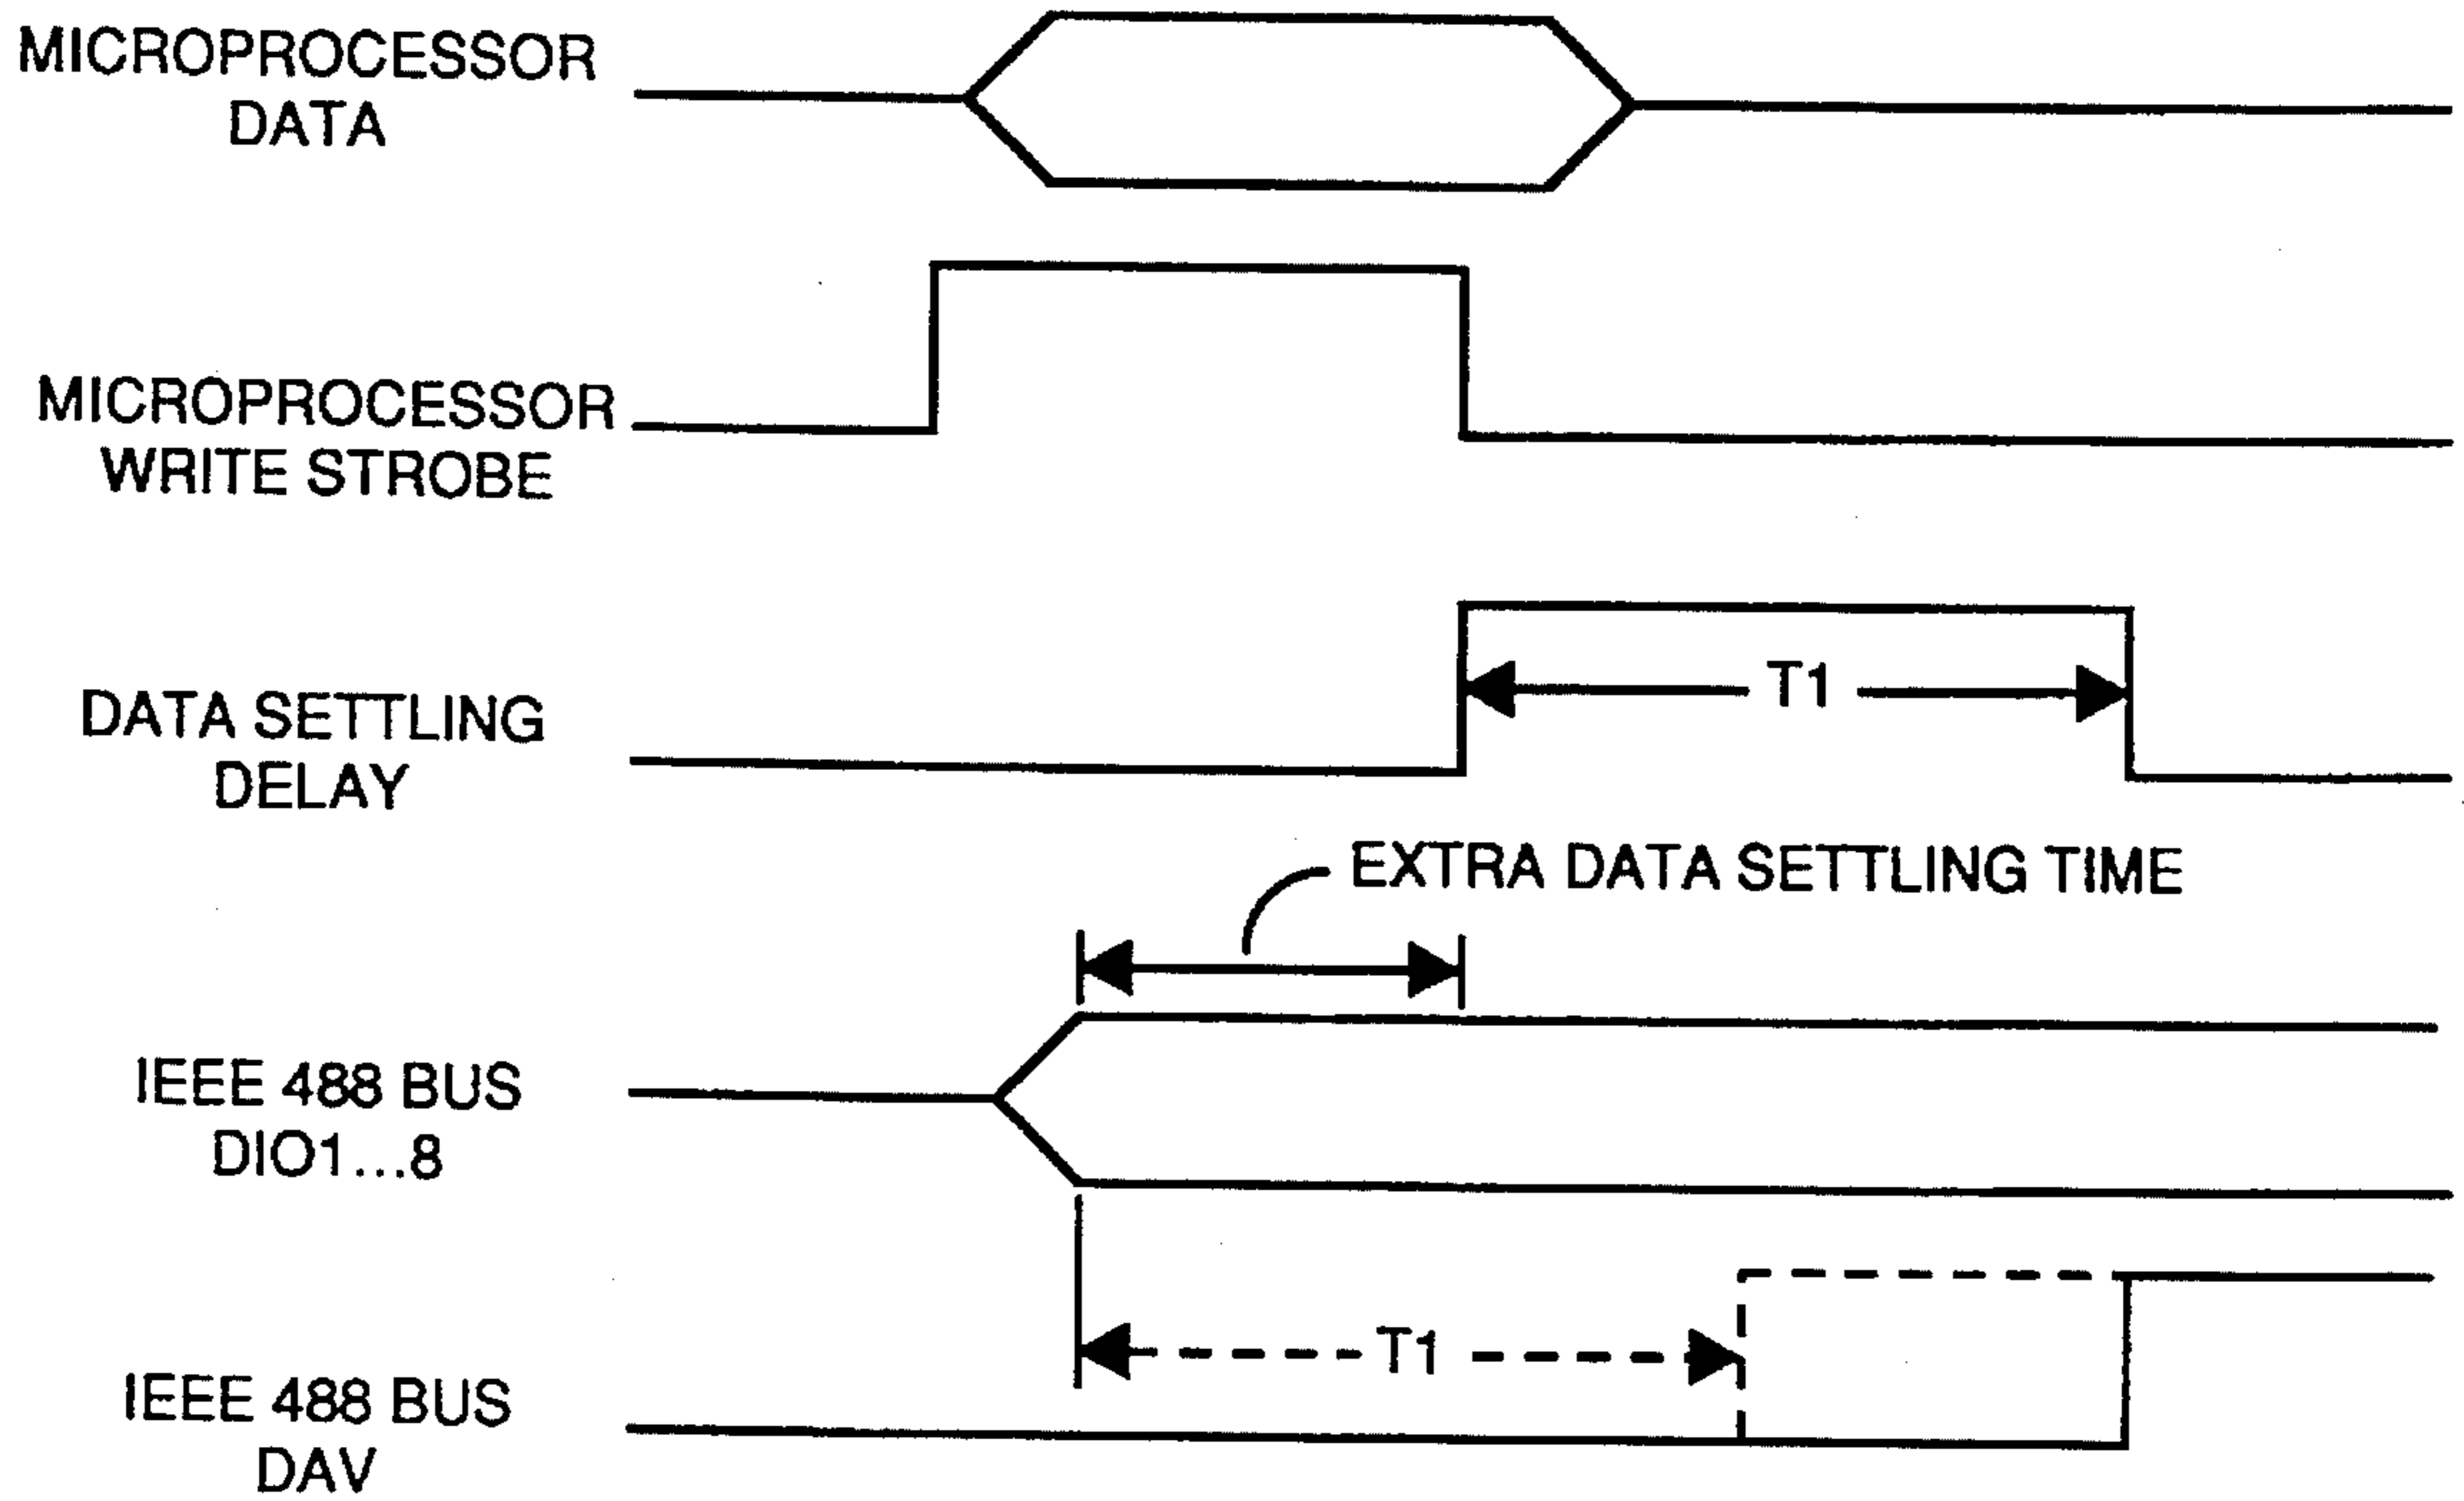 MICROPROCESSOR
DATA
MICROPROCESSOR
WRITE STROBE
T1
DATA SETTLING
DELAY
EXTRA DATA SETTLING TIME
IEEE 488 BUS
DIO1...8
T1
IEEE 488 BUS
DAV